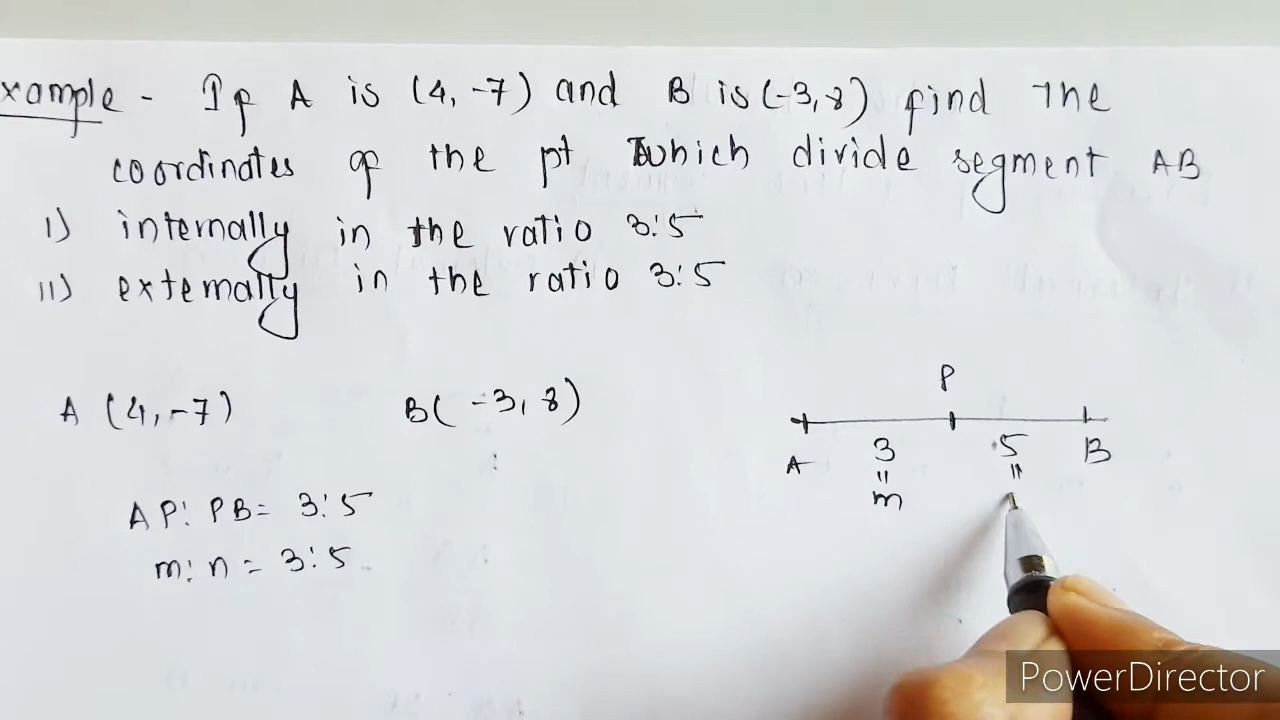 xample - If A is (4, -7) and B is (-3, 8) find the
coordinates of the pt which divide segment AB
i) internally in the ratio 3:5
ii) externally in the ratio 3:5
A (4, -7) B( -3, 8)
P
A 3 5 B
"
"
m
AP: PB= 3:5
m: n = 3:5
PowerDirector